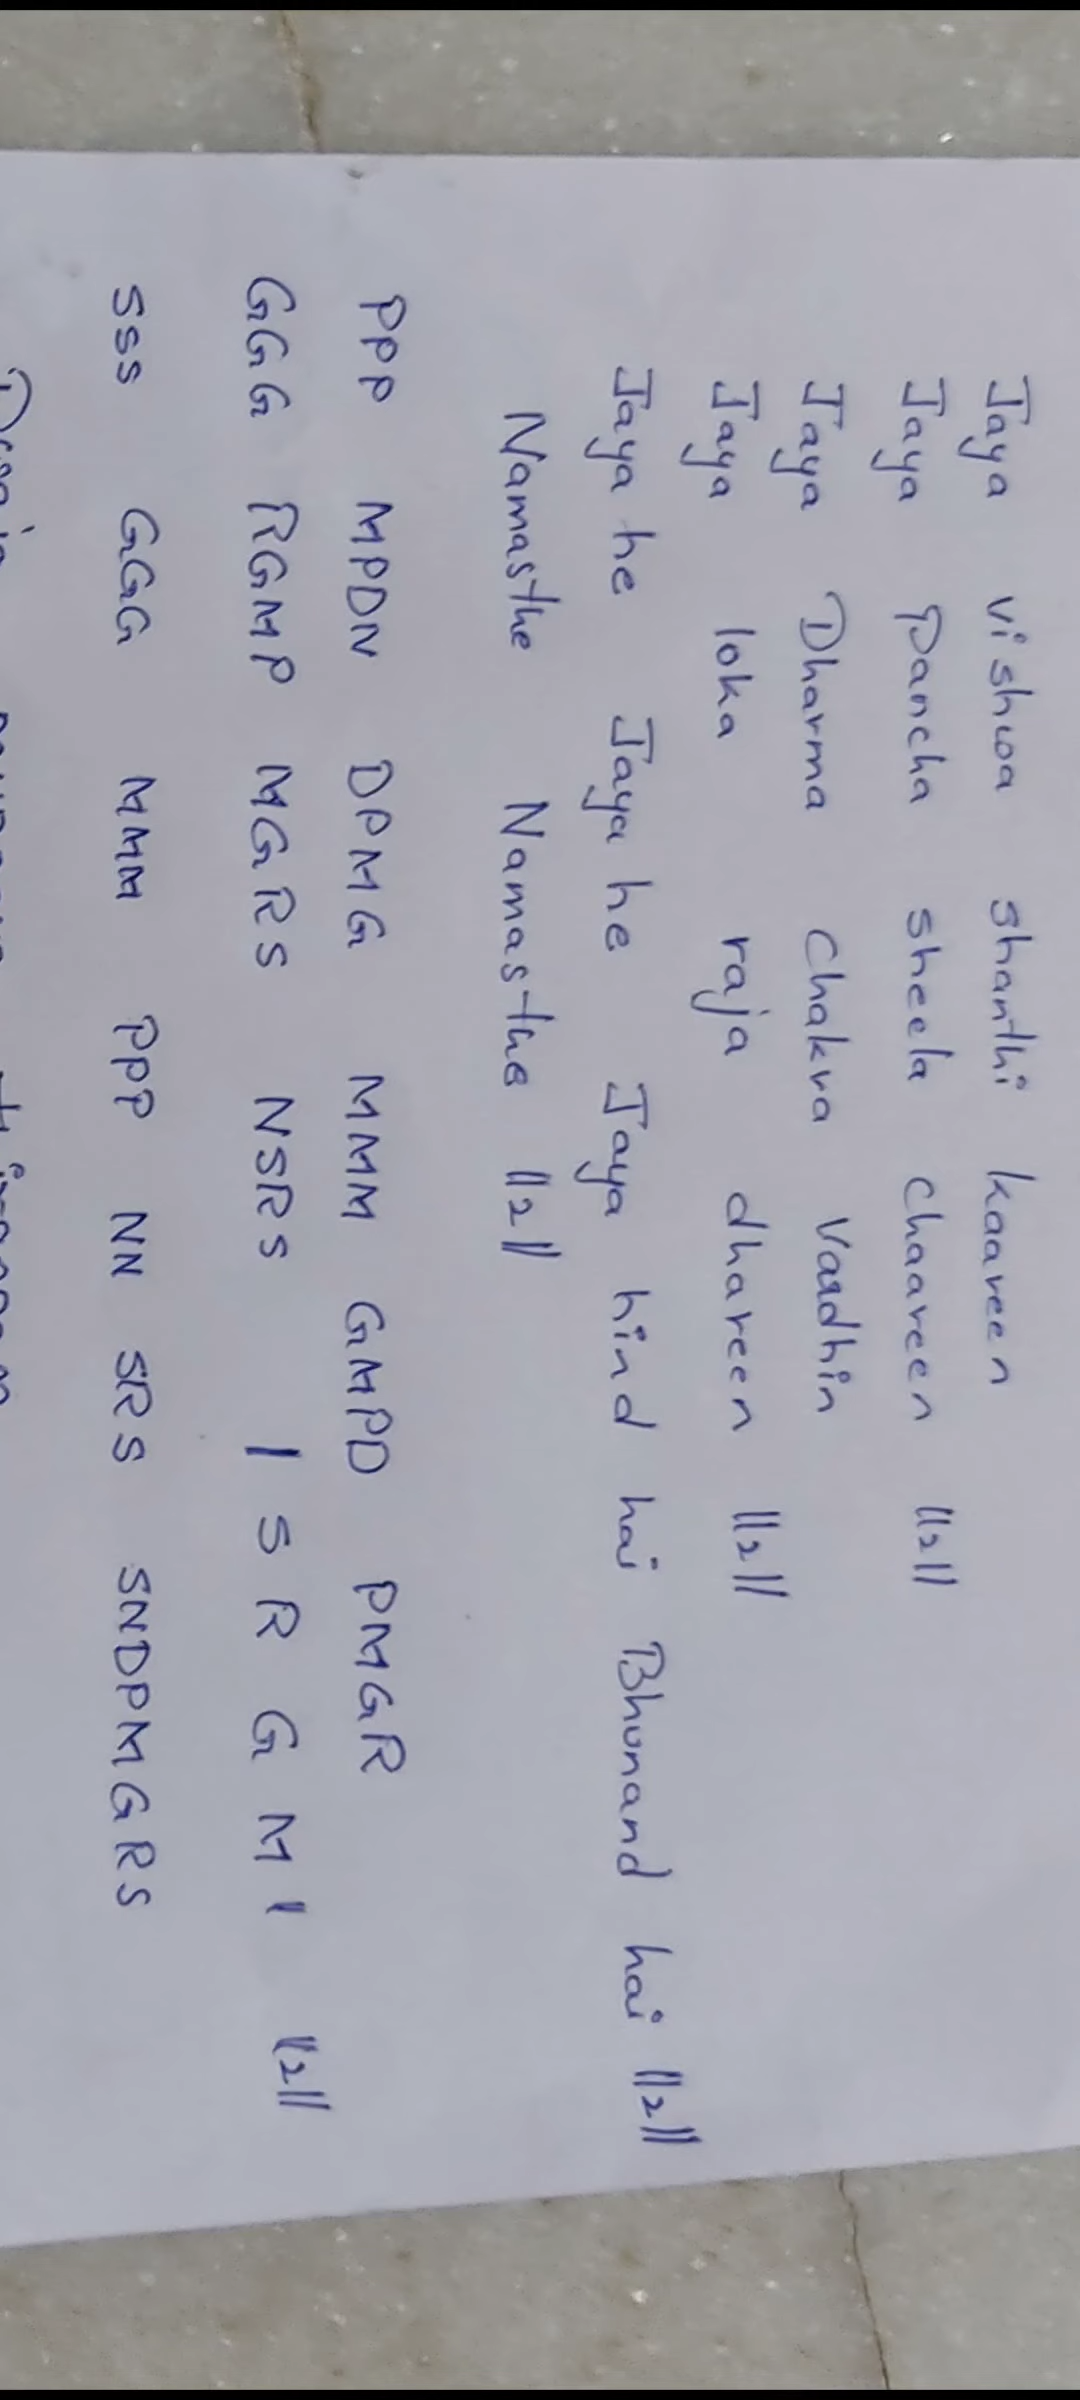 Jaya vishwa shanthi kaareen
Jaya Pancha sheela chaareen ||2||
Jaya Dharma chakra vardhin
Jaya loka raja dhareen ||2||
Jaya he Jaya he Jaya hind hai Bhunand hai ||2||
Namasthe Namasthe ||2||
PPP MPDN DPMG MMM GMPD PMGR
GGG RGMP MGRS NSRS | S R G M | ||2||
SSS GGG MMM PPP NN SRS SNDPMGRS